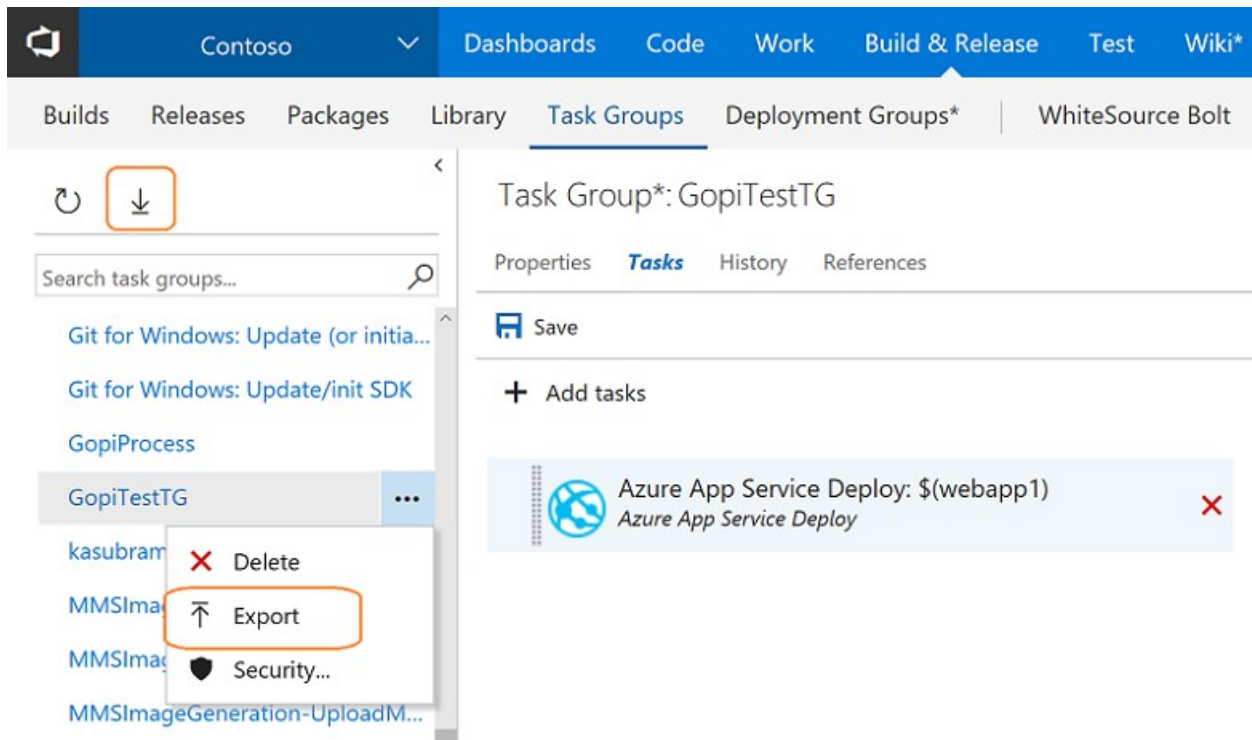 Contoso Dashboards Code Work Build & Release Test Wiki*
Builds Releases Packages Library Task Groups Deployment Groups* WhiteSource Bolt
Task Group*: GopiTestTG
Search task groups...
Properties Tasks History References
Git for Windows: Update (or initia...
Save
Git for Windows: Update/init SDK
Add tasks
GopiProcess
GopiTestTG
Azure App Service Deploy: $(webapp1)
Azure App Service Deploy
kasubram
Delete
MMSIma
Export
MMSIma
Security...
MMSImageGeneration-UploadM...